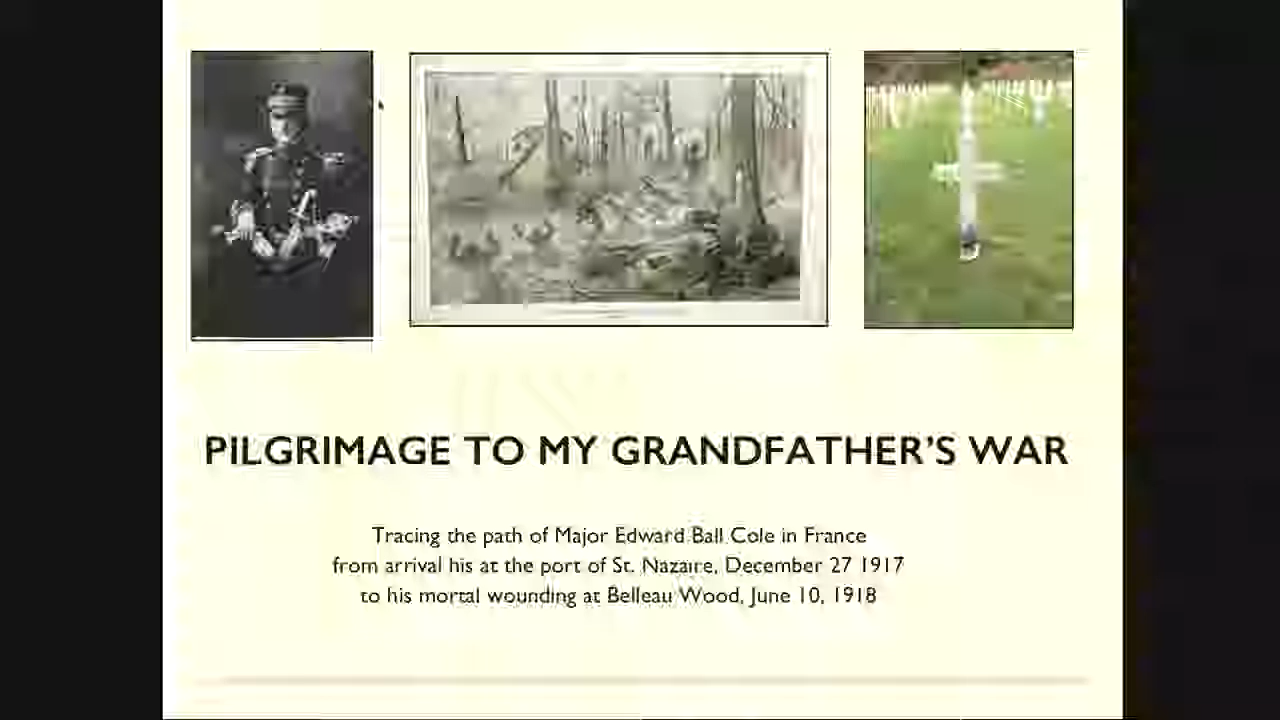 PILGRIMAGE TO MY GRANDFATHER'S WAR
Tracing the path of Major Edward Ball Cole in France
from arrival his at the port of St. Nazaire, December 27 1917
to his mortal wounding at Belleau Wood, June 10, 1918